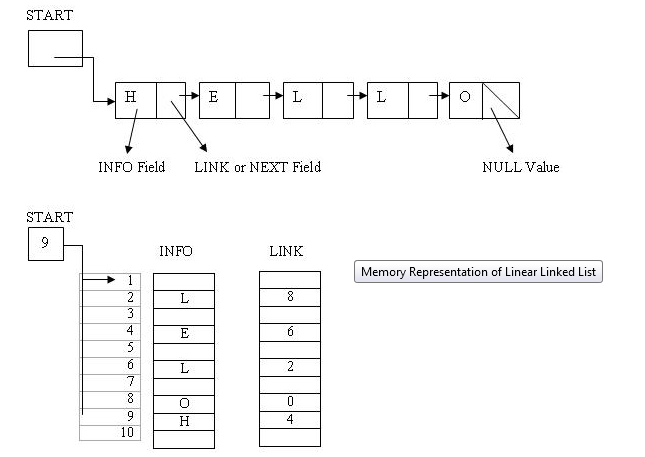 START
H E L L O
INFO Field LINK or NEXT Field NULL Value
START
9
INFO LINK
Memory Representation of Linear Linked List
1
2 L 8
3
4 E 6
5
6 L 2
7
8 O 0
9 H 4
10